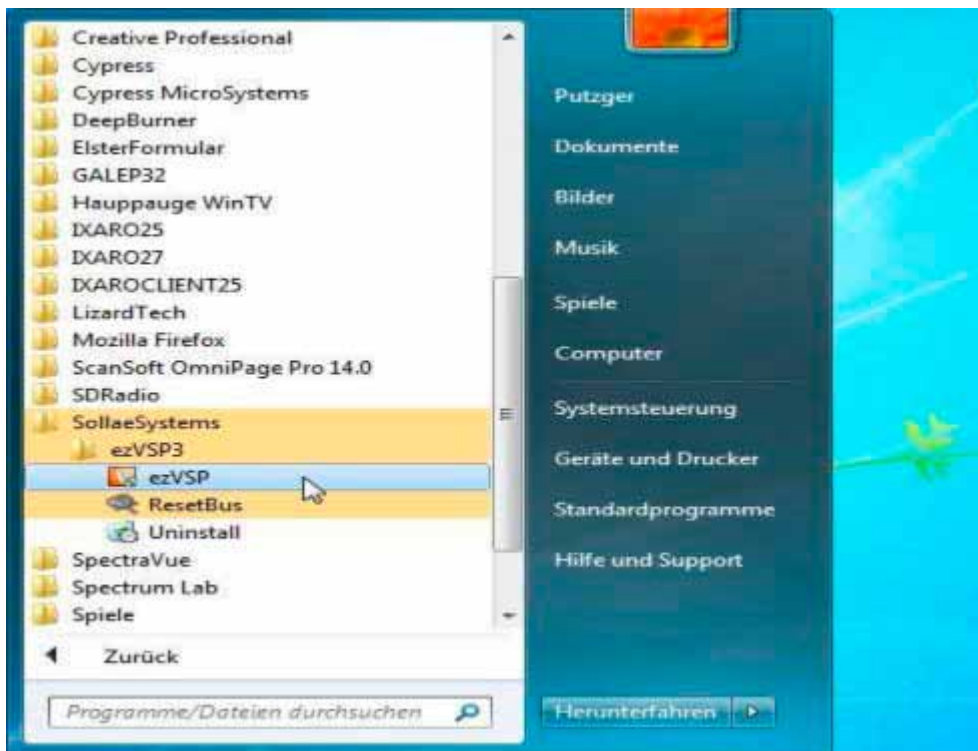 Creative Professional
Cypress
Cypress MicroSystems
DeepBurner
ElsterFormular
GALEP32
Hauppauge WinTV
IXARO25
IXARO27
IXAROCLIENT25
LizardTech
Mozilla Firefox
ScanSoft OmniPage Pro 14.0
SDRadio
SollaeSystems
ezVSP3
ezVSP
ResetBus
Uninstall
SpectraVue
Spectrum Lab
Spiele
Zurück
Programme/Dateien durchsuchen
Putzger
Dokumente
Bilder
Musik
Spiele
Computer
Systemsteuerung
Geräte und Drucker
Standardprogramme
Hilfe und Support
Herunterfahren